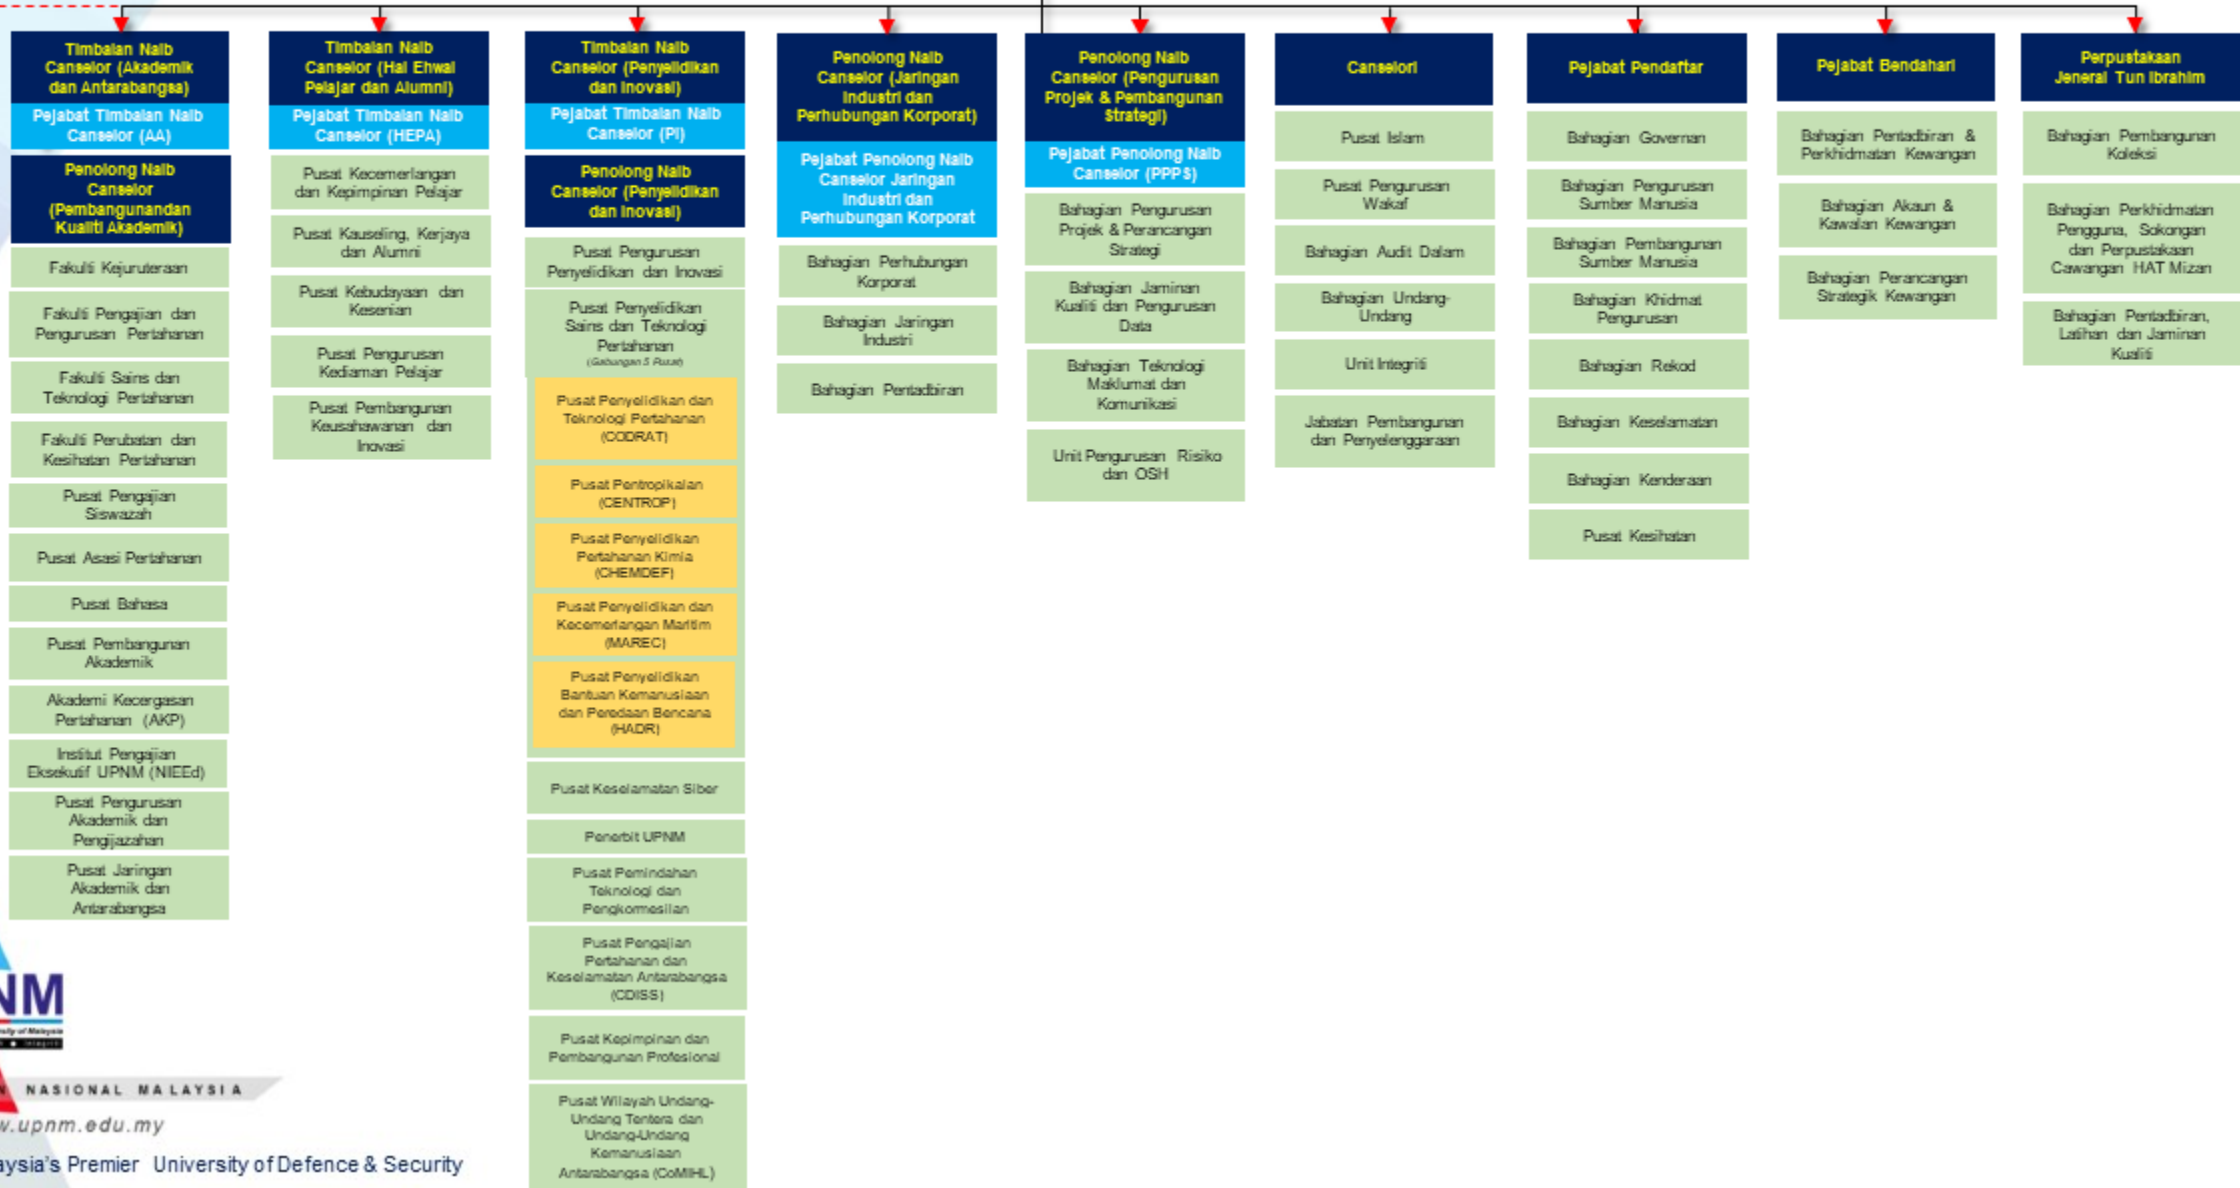 Timbalan Naib
Canselor (Akademik
dan Antarabangsa)
Pejabat Timbalan Naib
Canselor (AA)
Penolong Naib
Canselor
(Pembangunandan
Kualiti Akademik)
Fakulti Kejuruteraan
Fakulti Pengajian dan
Pengurusan Pertahanan
Fakulti Sains dan
Teknologi Pertahanan
Fakulti Perubatan dan
Kesihatan Pertahanan
Pusat Pengajian
Siswazah
Pusat Asasi Pertahanan
Pusat Bahasa
Pusat Pembangunan
Akademik
Akademi Kecergasan
Pertahanan (AKP)
Institut Pengajian
Eksekutif UPNM (NIEEd)
Pusat Pengurusan
Akademik dan
Pengijazahan
Pusat Jaringan
Akademik dan
Antarabangsa
Timbalan Naib
Canselor (Hal Ehwal
Pelajar dan Alumni)
Pejabat Timbalan Naib
Canselor (HEPA)
Pusat Kecemerlangan
dan Kepimpinan Pelajar
Pusat Kauseling, Kerjaya
dan Alumni
Pusat Kebudayaan dan
Kesenian
Pusat Pengurusan
Kediaman Pelajar
Pusat Pembangunan
Keusahawanan dan
Inovasi
Timbalan Naib
Canselor (Penyelidikan
dan Inovasi)
Pejabat Timbalan Naib
Canselor (PI)
Penolong Naib
Canselor (Penyelidikan
dan Inovasi)
Pusat Pengurusan
Penyelidikan dan Inovasi
Pusat Penyelidikan
Sains dan Teknologi
Pertahanan
(Gabungan 5 Pusat)
Pusat Penyelidikan dan
Teknologi Pertahanan
(CODRAT)
Pusat Pentropikalan
(CENTROP)
Pusat Penyelidikan
Pertahanan Kimia
(CHEMDEF)
Pusat Penyelidikan dan
Kecemerlangan Maritim
(MAREC)
Pusat Penyelidikan
Bantuan Kemanusiaan
dan Peredaan Bencana
(HADR)
Pusat Keselamatan Siber
Penerbit UPNM
Pusat Pemindahan
Teknologi dan
Pengkormesilan
Pusat Pengajian
Pertahanan dan
Keselamatan Antarabangsa
(CDISS)
Pusat Kepimpinan dan
Pembangunan Profesional
Pusat Wilayah Undang-
Undang Tentera dan
Undang-Undang
Kemanusiaan
Antarabangsa (CoMIHL)
Penolong Naib
Canselor (Jaringan
Industri dan
Perhubungan Korporat)
Pejabat Penolong Naib
Canselor Jaringan
Industri dan
Perhubungan Korporat
Bahagian Perhubungan
Korporat
Bahagian Jaringan
Industri
Bahagian Pentadbiran
Penolong Naib
Canselor (Pengurusan
Projek & Pembangunan
Strategi)
Pejabat Penolong Naib
Canselor (PPPS)
Bahagian Pengurusan
Projek & Perancangan
Strategi
Bahagian Jaminan
Kualiti dan Pengurusan
Data
Bahagian Teknologi
Maklumat dan
Komunikasi
Unit Pengurusan Risiko
dan OSH
Canselori
Pusat Islam
Pusat Pengurusan
Wakaf
Bahagian Audit Dalam
Bahagian Undang-
Undang
Unit Integriti
Jabatan Pembangunan
dan Penyelenggaraan
Pejabat Pendaftar
Bahagian Governan
Bahagian Pengurusan
Sumber Manusia
Bahagian Pembangunan
Sumber Manusia
Bahagian Khidmat
Pengurusan
Bahagian Rekod
Bahagian Keselamatan
Bahagian Kenderaan
Pusat Kesihatan
Pejabat Bendahari
Bahagian Pentadbiran &
Perkhidmatan Kewangan
Bahagian Akaun &
Kawalan Kewangan
Bahagian Perancangan
Strategik Kewangan
Perpustakaan
Jeneral Tun Ibrahim
Bahagian Pembangunan
Koleksi
Bahagian Perkhidmatan
Pengguna, Sokongan
dan Perpustakaan
Cawangan HAT Mizan
Bahagian Pentadbiran,
Latihan dan Jaminan
Kualiti
NM
sity of Malaysia
Integriti
N NASIONAL MALAYSIA
w.upnm.edu.my
aysia's Premier University of Defence & Security